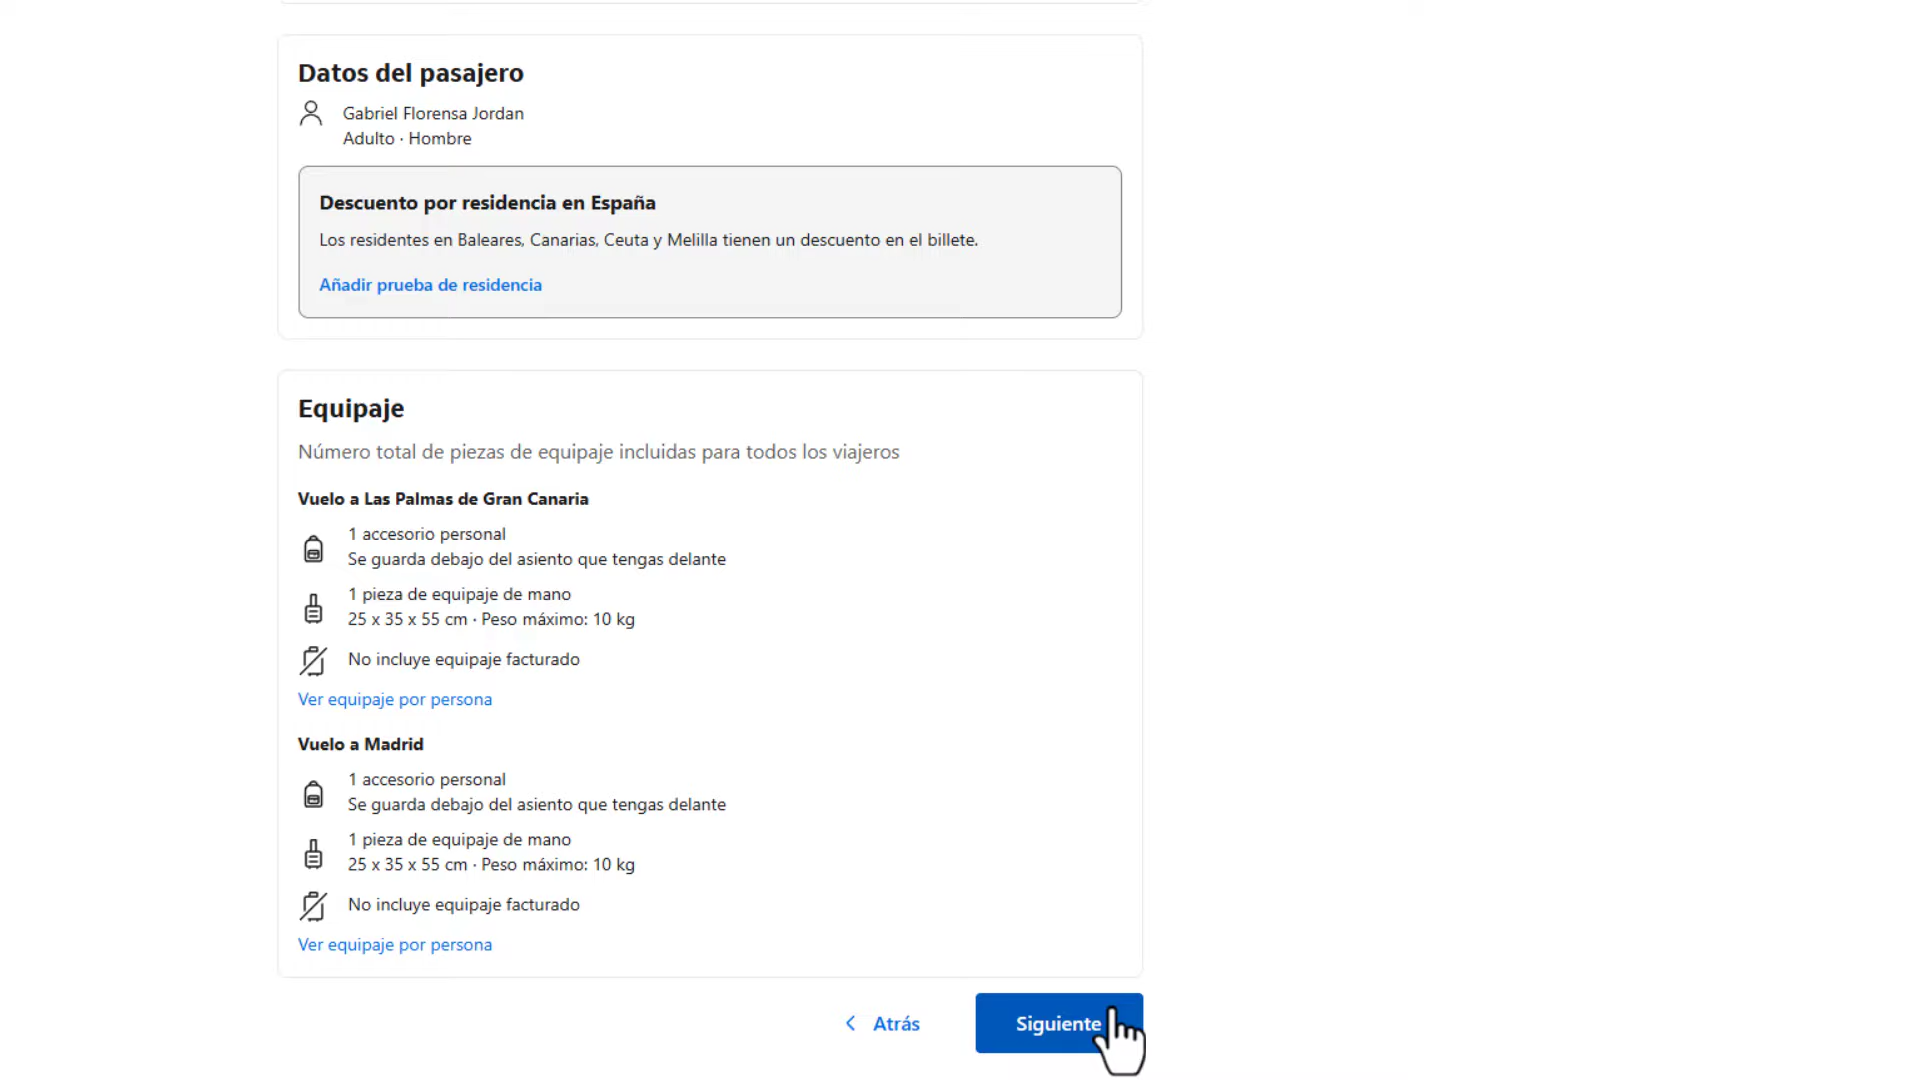 Datos del pasajero
Gabriel Florensa Jordan
Adulto · Hombre
Descuento por residencia en España
Los residentes en Baleares, Canarias, Ceuta y Melilla tienen un descuento en el billete.
Añadir prueba de residencia
Equipaje
Número total de piezas de equipaje incluidas para todos los viajeros
Vuelo a Las Palmas de Gran Canaria
1 accesorio personal
Se guarda debajo del asiento que tengas delante
1 pieza de equipaje de mano
25 x 35 x 55 cm · Peso máximo: 10 kg
No incluye equipaje facturado
Ver equipaje por persona
Vuelo a Madrid
1 accesorio personal
Se guarda debajo del asiento que tengas delante
1 pieza de equipaje de mano
25 x 35 x 55 cm · Peso máximo: 10 kg
No incluye equipaje facturado
Ver equipaje por persona
Atrás
Siguiente